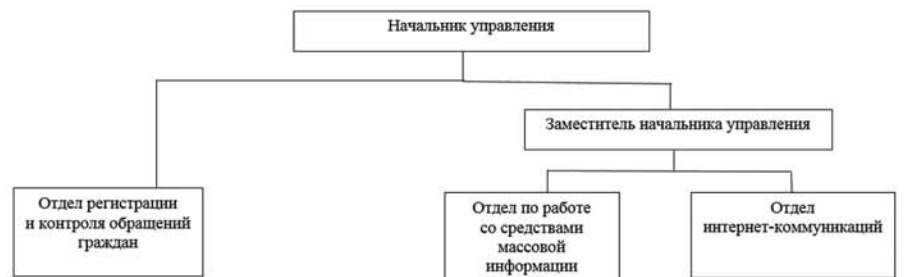 Начальник управления
Заместитель начальника управления
Отдел регистрации
и контроля обращений
граждан
Отдел по работе
со средствами
массовой
информации
Отдел
интернет-коммуникаций